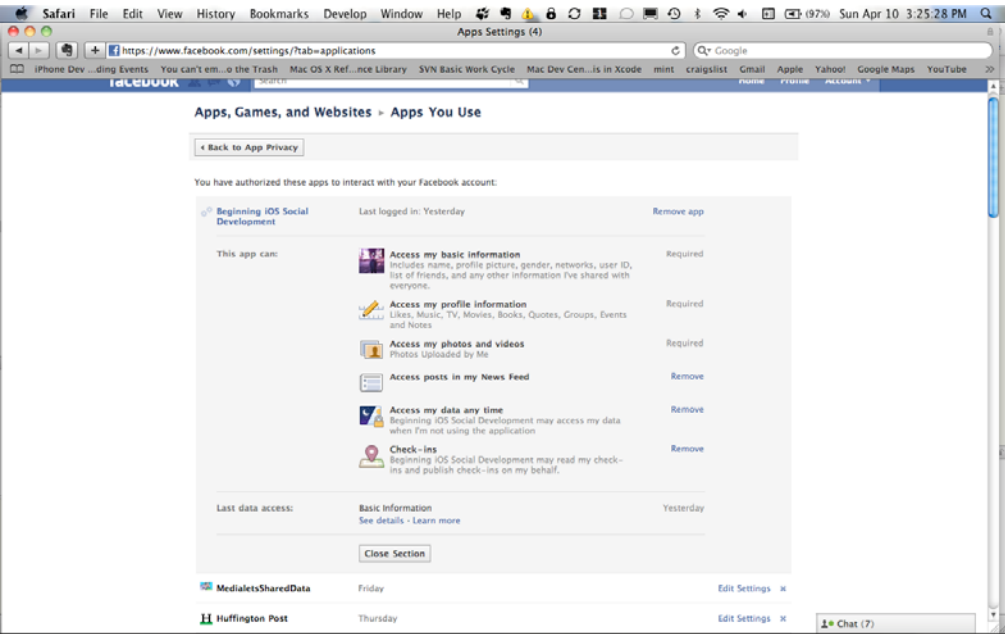 Safari File Edit View History Bookmarks Develop Window Help (97%) Sun Apr 10 3:25:28 PM
Apps Settings (4)
https://www.facebook.com/settings/?tab=applications Google
iPhone Dev ...ding Events You can't em...o the Trash Mac OS X Ref...nce Library SVN Basic Work Cycle Mac Dev Cen...is in Xcode mint craigslist Gmail Apple Yahoo! Google Maps YouTube >>
facebook Search Home Profile Account
Apps, Games, and Websites ▸ Apps You Use
Back to App Privacy
You have authorized these apps to interact with your Facebook account:
Beginning iOS Social Last logged in: Yesterday Remove app
Development
This app can: Access my basic information Required
Includes name, profile picture, gender, networks, user ID,
list of friends, and any other information I've shared with
everyone.
Access my profile information Required
Likes, Music, TV, Movies, Books, Quotes, Groups, Events
and Notes
Access my photos and videos Required
Photos Uploaded by Me
Access posts in my News Feed Remove
Access my data any time Remove
Beginning iOS Social Development may access my data
when I'm not using the application
Check-ins Remove
Beginning iOS Social Development may read my check-
ins and publish check-ins on my behalf.
Last data access: Basic Information Yesterday
See details · Learn more
Close Section
MedialetsSharedData Friday Edit Settings x
H Huffington Post Thursday Edit Settings x
Chat (7)